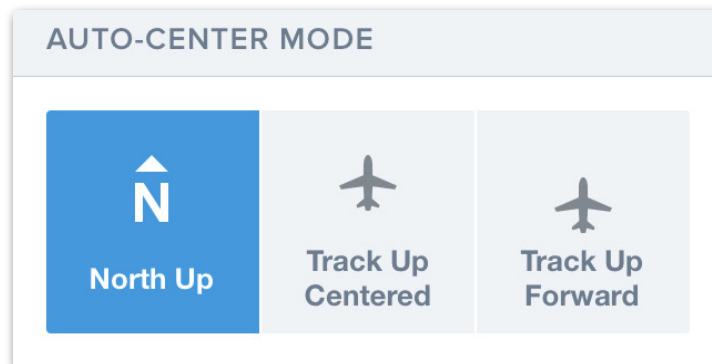 AUTO-CENTER MODE
N
North Up
Track Up
Centered
Track Up
Forward